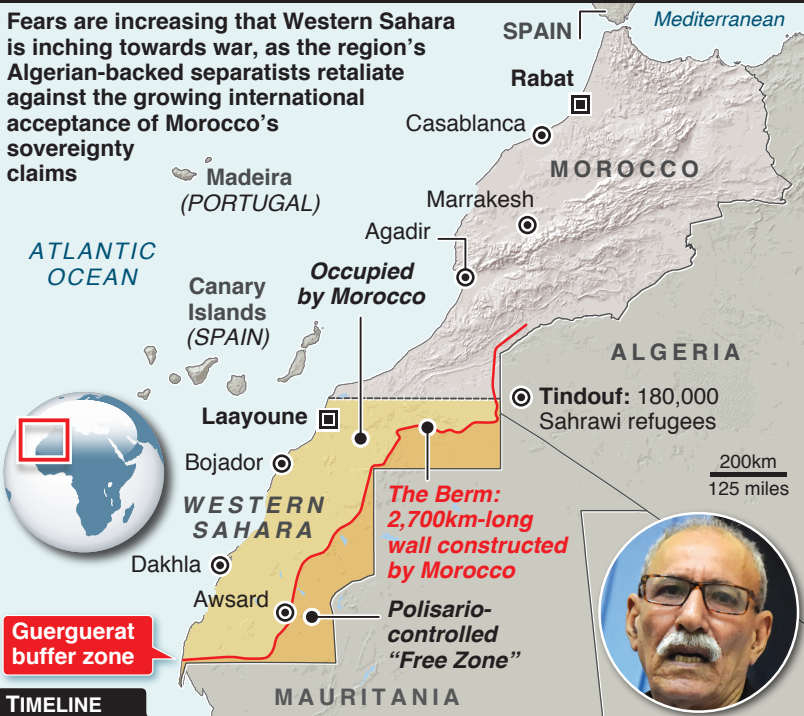 Fears are increasing that Western Sahara
is inching towards war, as the region’s
Algerian-backed separatists retaliate
against the growing international
acceptance of Morocco’s
sovereignty
claims
SPAIN
Mediterranean
Rabat
Casablanca
MOROCCO
Madeira
(PORTUGAL)
Marrakesh
Agadir
ATLANTIC
OCEAN
Occupied
by Morocco
Canary
Islands
(SPAIN)
ALGERIA
Tindouf: 180,000
Sahrawi refugees
Laayoune
Bojador
200km
125 miles
WESTERN
SAHARA
The Berm:
2,700km-long
wall constructed
by Morocco
Dakhla
Awsard
Polisario-
controlled
“Free Zone”
Guerguerat
buffer zone
MAURITANIA
TIMELINE